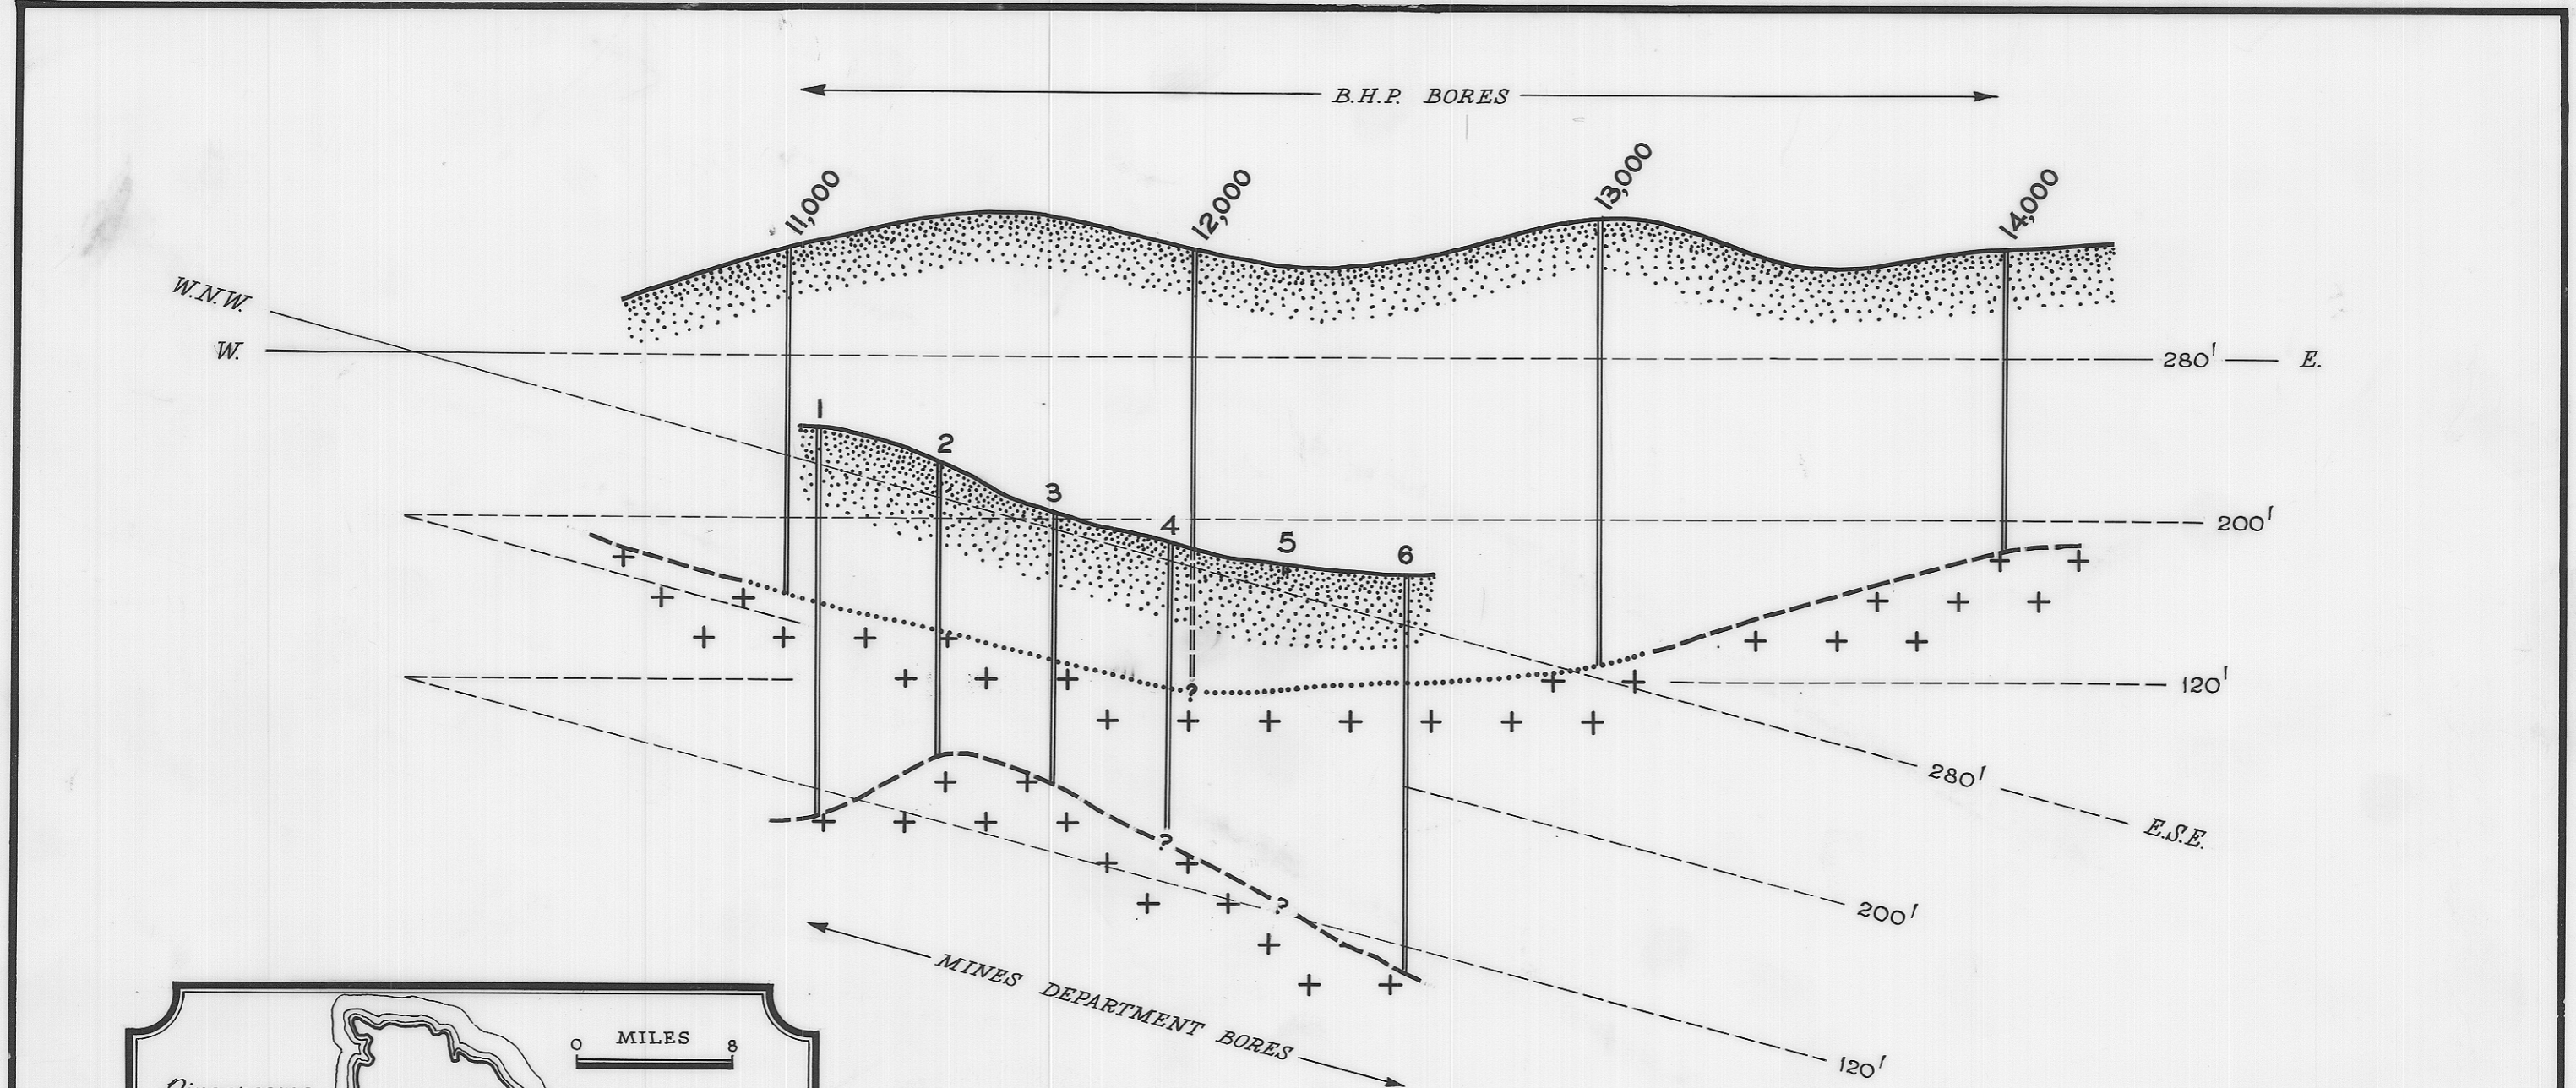 B.H.P. BORES
11,000
12,000
13,000
14,000
W.N.W.
W.
280'
E.
1
2
3
4
5
6
200'
120'
?
280'
E.S.E.
?
?
200'
120'
MINES DEPARTMENT BORES
0 MILES 8